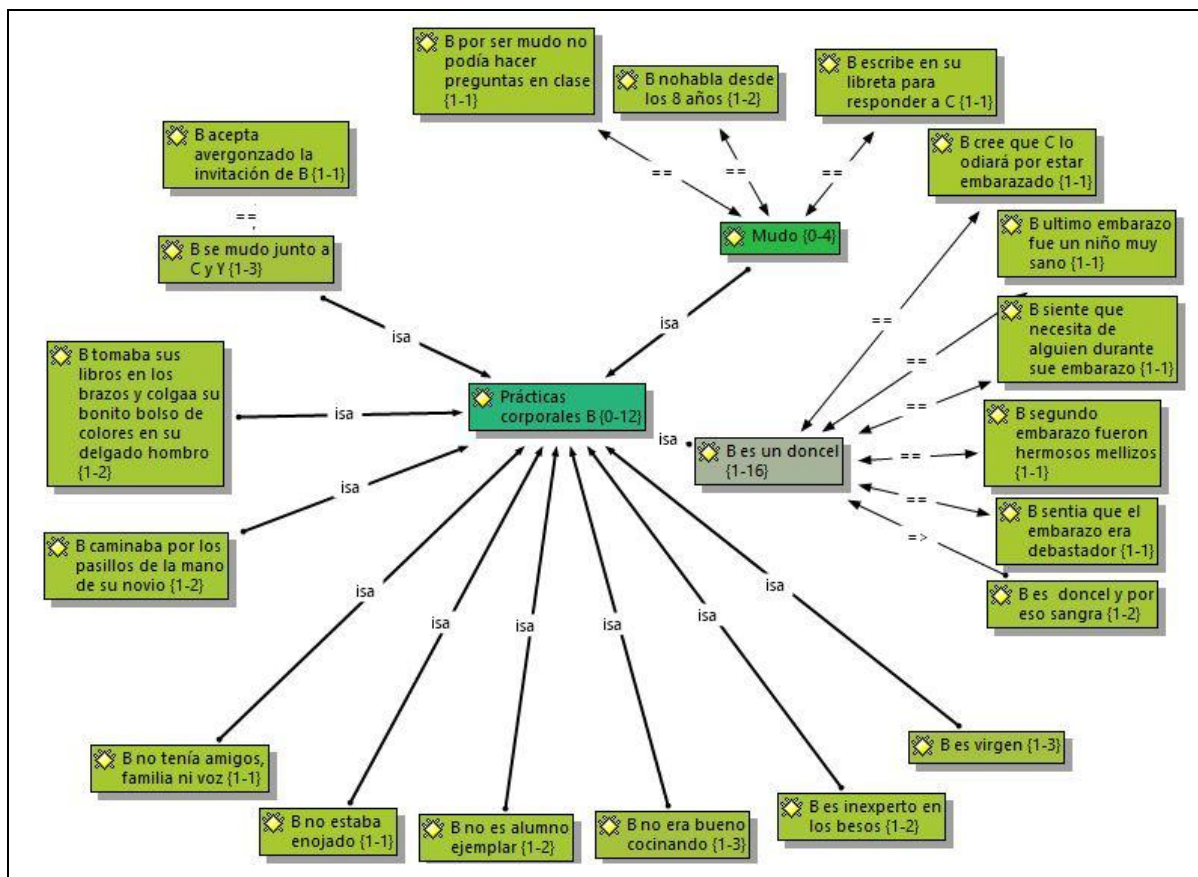 B por ser mudo no
podía hacer
preguntas en clase
{1-1}
B nohabla desde
los 8 años {1-2}
B escribe en su
libreta para
responder a C {1-1}
B acepta
avergonzado la
invitación de B {1-1}
B cree que C lo
odiará por estar
embarazado {1-1}
==
==
==
==
B se mudo junto a
C y Y {1-3}
Mudo {0-4}
B ultimo embarazo
fue un niño muy
sano {1-1}
isa
isa
==
B siente que
necesita de
alguien durante
sue embarazo {1-1}
==
B tomaba sus
libros en los
brazos y colgaa su
bonito bolso de
colores en su
delgado hombro
{1-2}
isa
Prácticas
corporales B {0-12}
==
isa
B es un doncel
{1-16}
==
B segundo
embarazo fueron
hermosos mellizos
{1-1}
isa
==
B sentia que el
embarazo era
debastador {1-1}
B caminaba por los
pasillos de la mano
de su novio {1-2}
=>
B es  doncel y por
eso sangra {1-2}
isa
isa
isa
isa
isa
isa
B no tenía amigos,
familia ni voz {1-1}
B no estaba
enojado {1-1}
B no es alumno
ejemplar {1-2}
B no era bueno
cocinando {1-3}
B es inexperto en
los besos {1-2}
B es virgen {1-3}